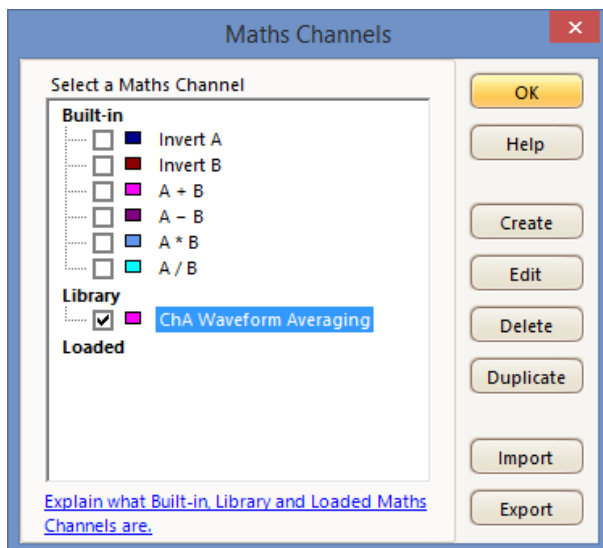 Maths Channels
Select a Maths Channel
Built-in
Invert A
Invert B
A + B
A – B
A * B
A / B
Library
ChA Waveform Averaging
Loaded
Explain what Built-in, Library and Loaded Maths
Channels are.
OK
Help
Create
Edit
Delete
Duplicate
Import
Export